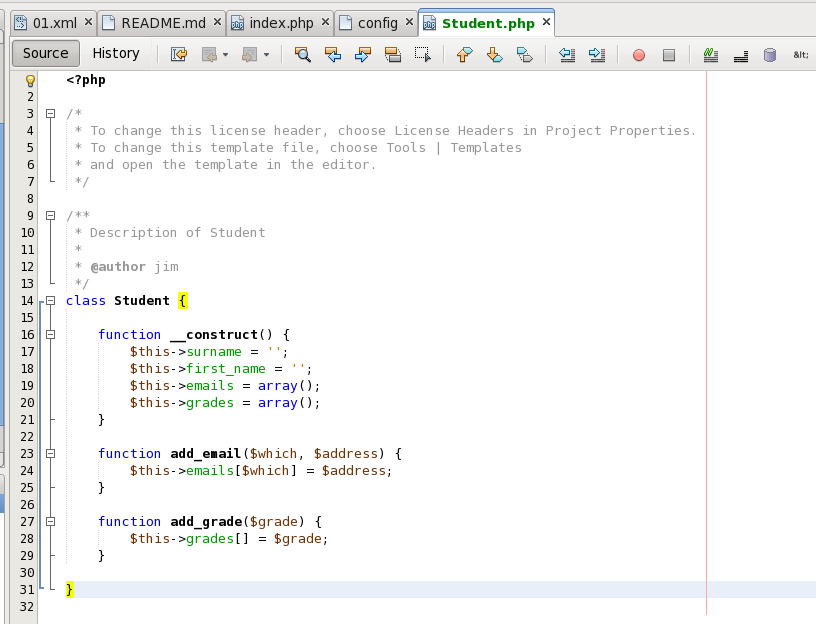 01.xml README.md index.php config Student.php
Source History &lt;
<?php
2
3 /*
4  * To change this license header, choose License Headers in Project Properties.
5  * To change this template file, choose Tools | Templates
6  * and open the template in the editor.
7  */
8
9 /**
10  * Description of Student
11  *
12  * @author jim
13  */
14 class Student {
15
16     function __construct() {
17         $this->surname = '';
18         $this->first_name = '';
19         $this->emails = array();
20         $this->grades = array();
21     }
22
23     function add_email($which, $address) {
24         $this->emails[$which] = $address;
25     }
26
27     function add_grade($grade) {
28         $this->grades[] = $grade;
29     }
30
31 }
32